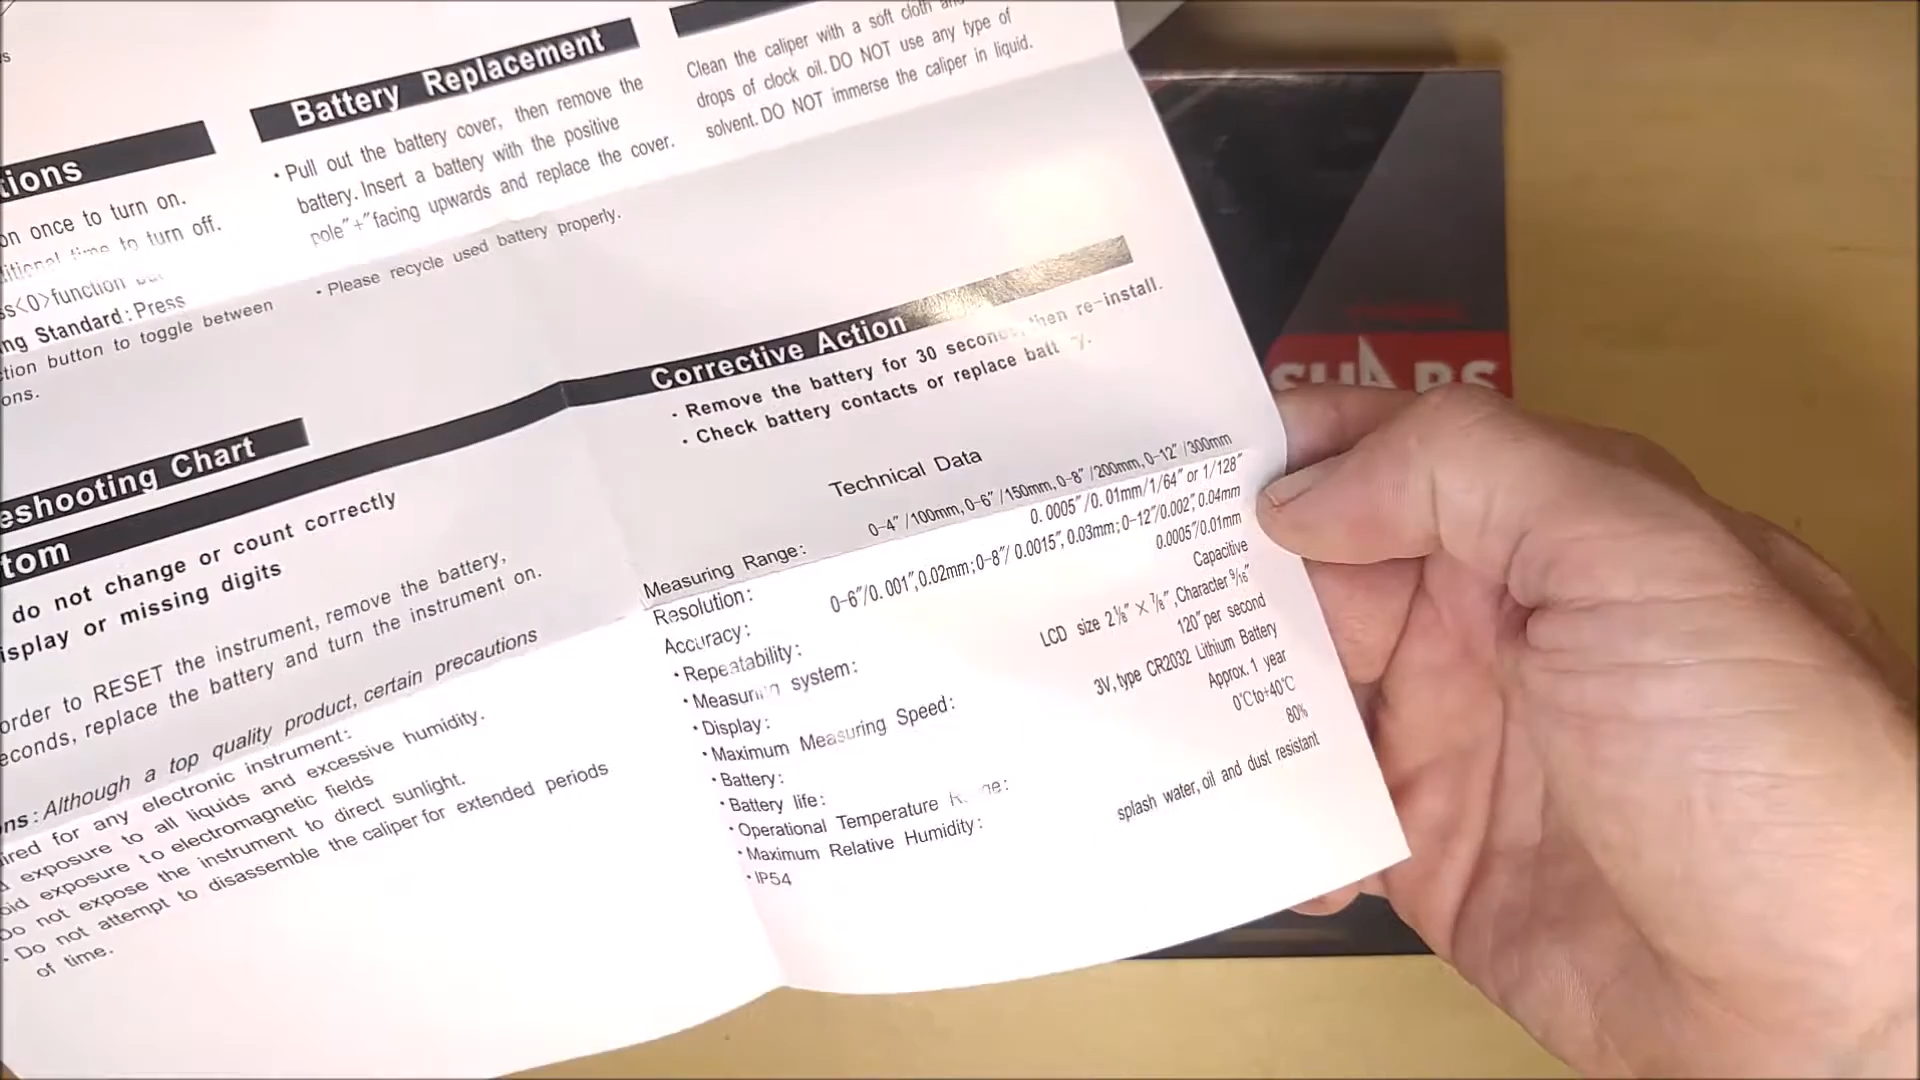 Battery Replacement
• Pull out the battery cover, then remove the
battery. Insert a battery with the positive
pole"+"facing upwards and replace the cover.
• Please recycle used battery properly.
Clean the caliper with a soft cloth
drops of clock oil. DO NOT use any type of
solvent. DO NOT immerse the caliper in liquid.
tions
on once to turn on.
time to turn off.
ss<0>function
ng Standard: Press
ction button to toggle between
ons.
eshooting Chart
tom
do not change or count correctly
isplay or missing digits
Corrective Action
• Remove the battery for 30 then re-install.
• Check battery contacts or replace
order to RESET the instrument, remove the battery,
econds, replace the battery and turn the instrument on.
ns: Although a top quality product, certain precautions
ired for any electronic instrument:
exposure to all liquids and excessive humidity.
oid exposure to electromagnetic fields
Do not expose the instrument to direct sunlight.
• Do not attempt to disassemble the caliper for extended periods
of time.
Technical Data
Measuring Range: 0-4"/100mm, 0-6"/150mm, 0-8"/200mm, 0-12"/300mm
Resolution: 0.0005"/0.01mm/1/64" or 1/128"
Accuracy: 0-6"/0.001", 0.02mm; 0-8"/0.0015", 0.03mm; 0-12"/0.002", 0.04mm
• Repeatability: 0.0005"/0.01mm
• Measuring system: Capacitive
• Display: LCD size 2⅛" × ⅞", Character 9/16"
• Maximum Measuring Speed: 120" per second
• Battery: 3V, type CR2032 Lithium Battery
• Battery life: Approx. 1 year
• Operational Temperature 0℃to+40℃
• Maximum Relative Humidity: 80%
• IP54 splash water, oil and dust resistant